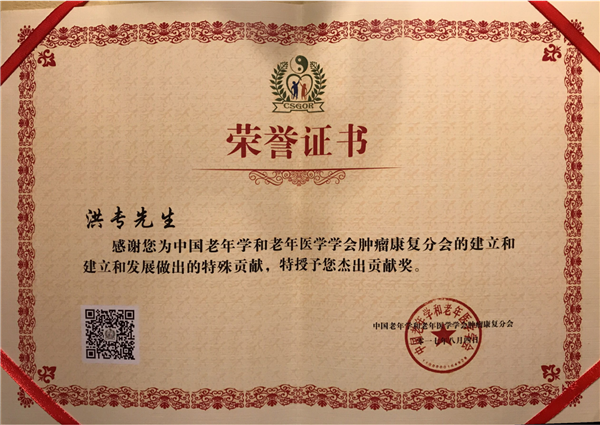 CSGOR
荣誉证书
洪专先生
感谢您为中国老年学和老年医学学会肿瘤康复分会的建立和
建立和发展做出的特殊贡献，特授予您杰出贡献奖。
中国老年学和老年医学学会肿瘤康复分会